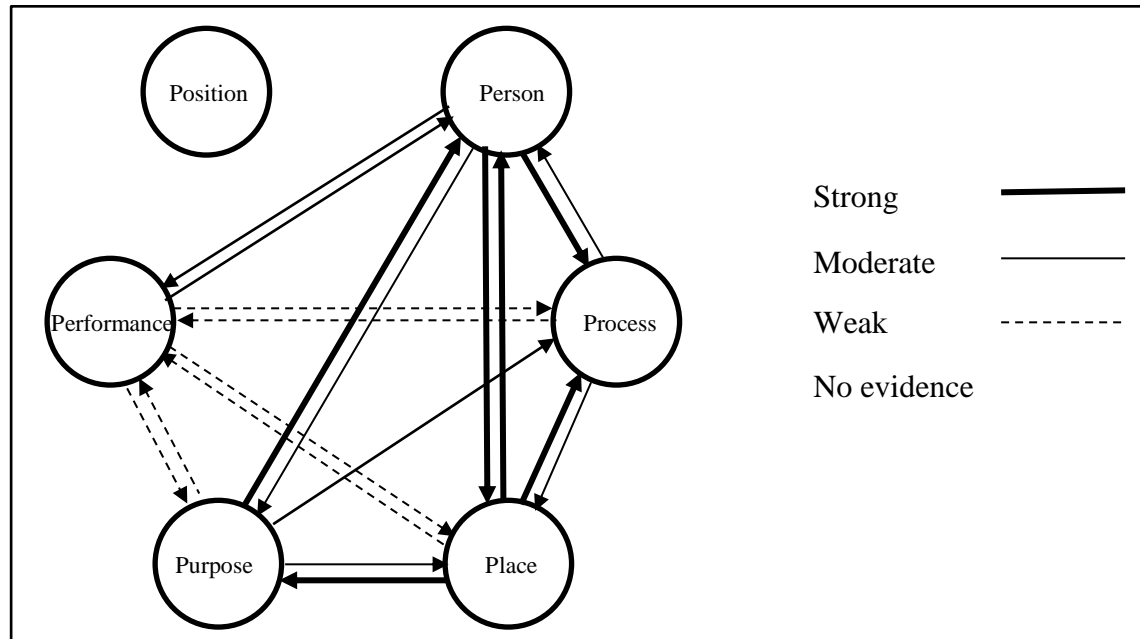 Position
Person
Performance
Process
Purpose
Place
Strong
Moderate
Weak
No evidence